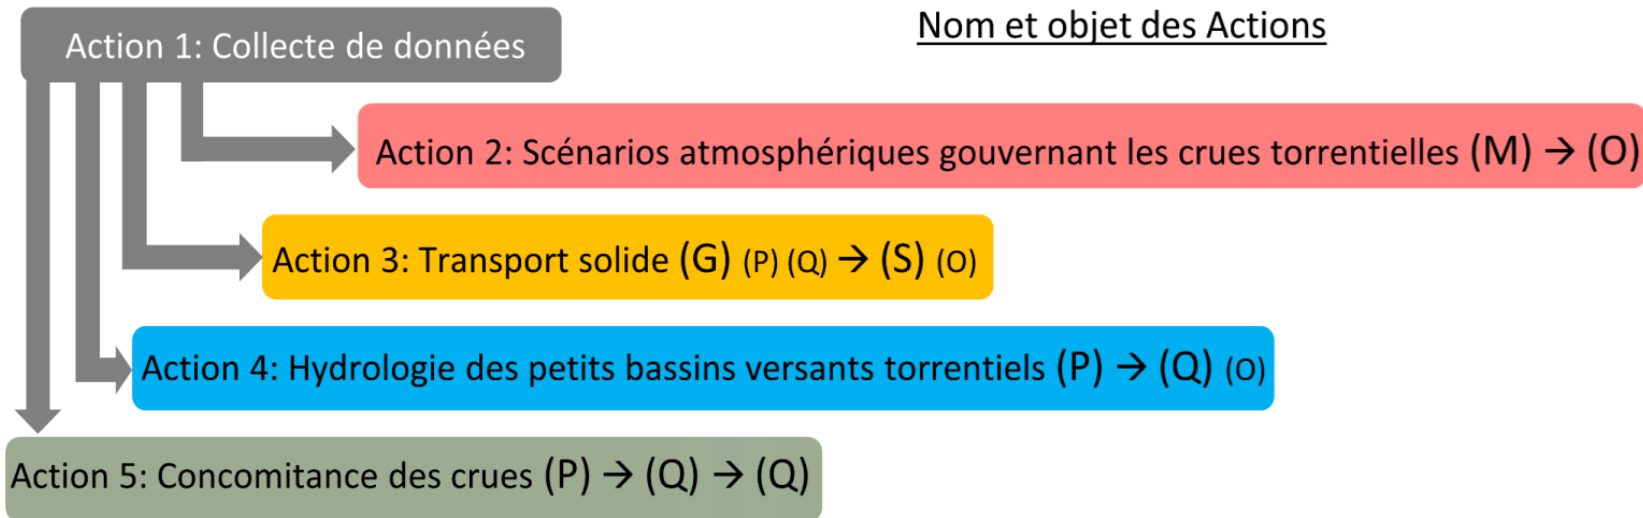 Nom et objet des Actions
Action 1: Collecte de données
Action 2: Scénarios atmosphériques gouvernant les crues torrentielles (M) → (O)
Action 3: Transport solide (G) (P) (Q) → (S) (O)
Action 4: Hydrologie des petits bassins versants torrentiels (P) → (Q) (O)
Action 5: Concomitance des crues (P) → (Q) → (Q)